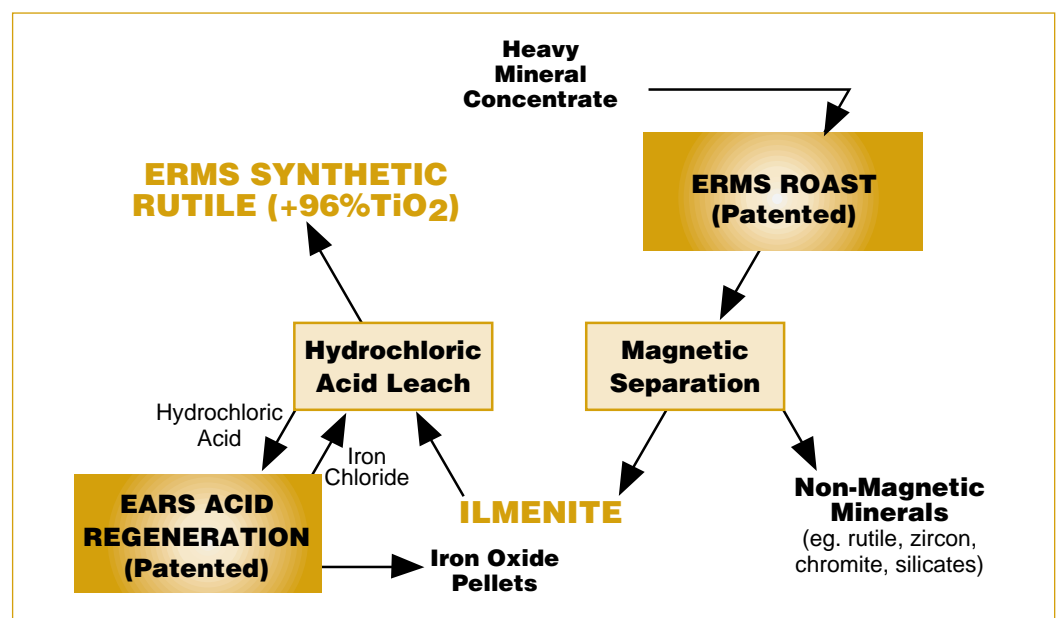 Heavy
Mineral
Concentrate
ERMS SYNTHETIC
RUTILE (+96%TiO2)
ERMS ROAST
(Patented)
Hydrochloric
Acid Leach
Magnetic
Separation
Hydrochloric
Acid
Iron
Chloride
EARS ACID
REGENERATION
(Patented)
ILMENITE
Non-Magnetic
Minerals
(eg. rutile, zircon,
chromite, silicates)
Iron Oxide
Pellets